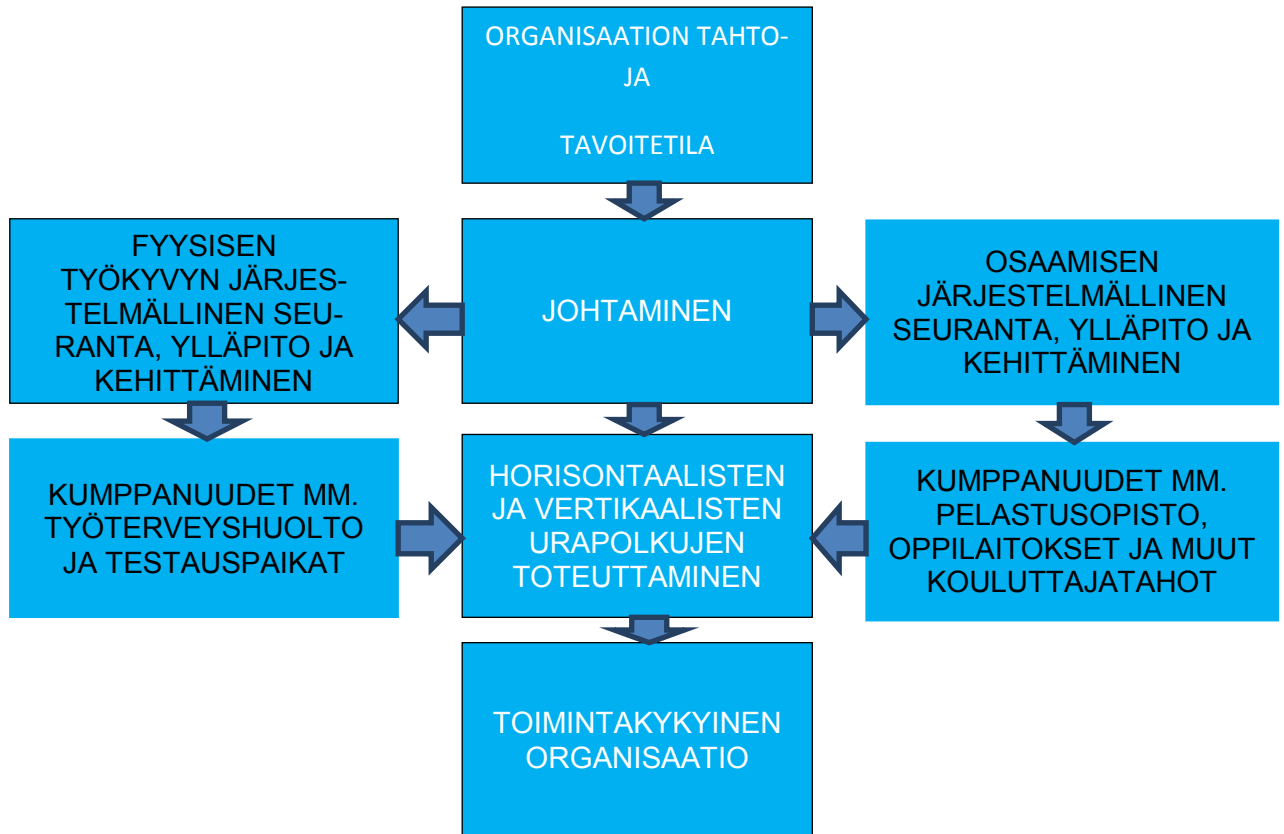 ORGANISAATION TAHTO-
JA
TAVOITETILA
FYYSISEN
TYÖKYVYN JÄRJES-
TELMÄLLINEN SEU-
RANTA, YLLÄPITO JA
KEHITTÄMINEN
JOHTAMINEN
OSAAMISEN
JÄRJESTELMÄLLINEN
SEURANTA, YLLÄPITO JA
KEHITTÄMINEN
KUMPPANUUDET MM.
TYÖTERVEYSHUOLTO
JA TESTAUSPAIKAT
HORISONTAALISTEN
JA VERTIKAALISTEN
URAPOLKUJEN
TOTEUTTAMINEN
KUMPPANUUDET MM.
PELASTUSOPISTO,
OPPILAITOKSET JA MUUT
KOULUTTAJATAHOT
TOIMINTAKYKYINEN
ORGANISAATIO